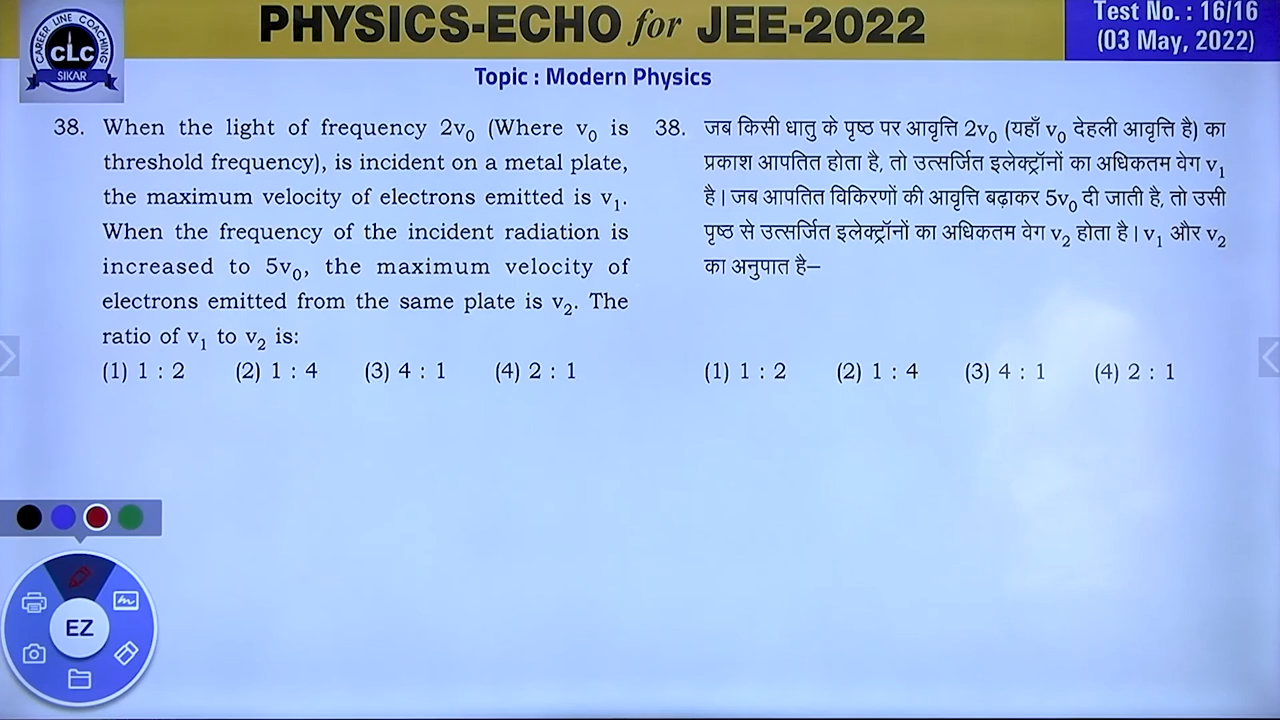 CAREER LINE COACHING
CLC
SIKAR
PHYSICS-ECHO for JEE-2022
Test No. : 16/16
(03 May, 2022)
Topic : Modern Physics
38. When the light of frequency 2v₀ (Where v₀ is
threshold frequency), is incident on a metal plate,
the maximum velocity of electrons emitted is v₁.
When the frequency of the incident radiation is
increased to 5v₀, the maximum velocity of
electrons emitted from the same plate is v₂. The
ratio of v₁ to v₂ is:
(1) 1 : 2 (2) 1 : 4 (3) 4 : 1 (4) 2 : 1
38. जब किसी धातु के पृष्ठ पर आवृत्ति 2v₀ (यहाँ v₀ देहली आवृत्ति है) का
प्रकाश आपतित होता है, तो उत्सर्जित इलेक्ट्रॉनों का अधिकतम वेग v₁
है। जब आपतित विकिरणों की आवृत्ति बढ़ाकर 5v₀ दी जाती है, तो उसी
पृष्ठ से उत्सर्जित इलेक्ट्रॉनों का अधिकतम वेग v₂ होता है। v₁ और v₂
का अनुपात है–
(1) 1 : 2 (2) 1 : 4 (3) 4 : 1 (4) 2 : 1
EZ